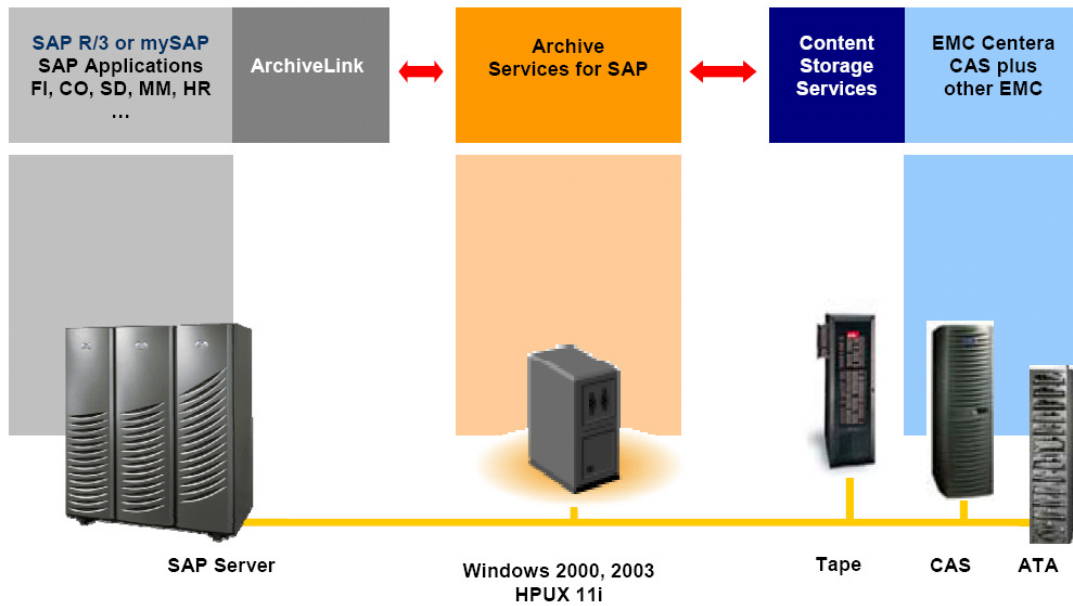 SAP R/3 or mySAP
SAP Applications
FI, CO, SD, MM, HR
...
ArchiveLink
Archive
Services for SAP
Content
Storage
Services
EMC Centera
CAS plus
other EMC
SAP Server
Windows 2000, 2003
HPUX 11i
Tape
CAS
ATA